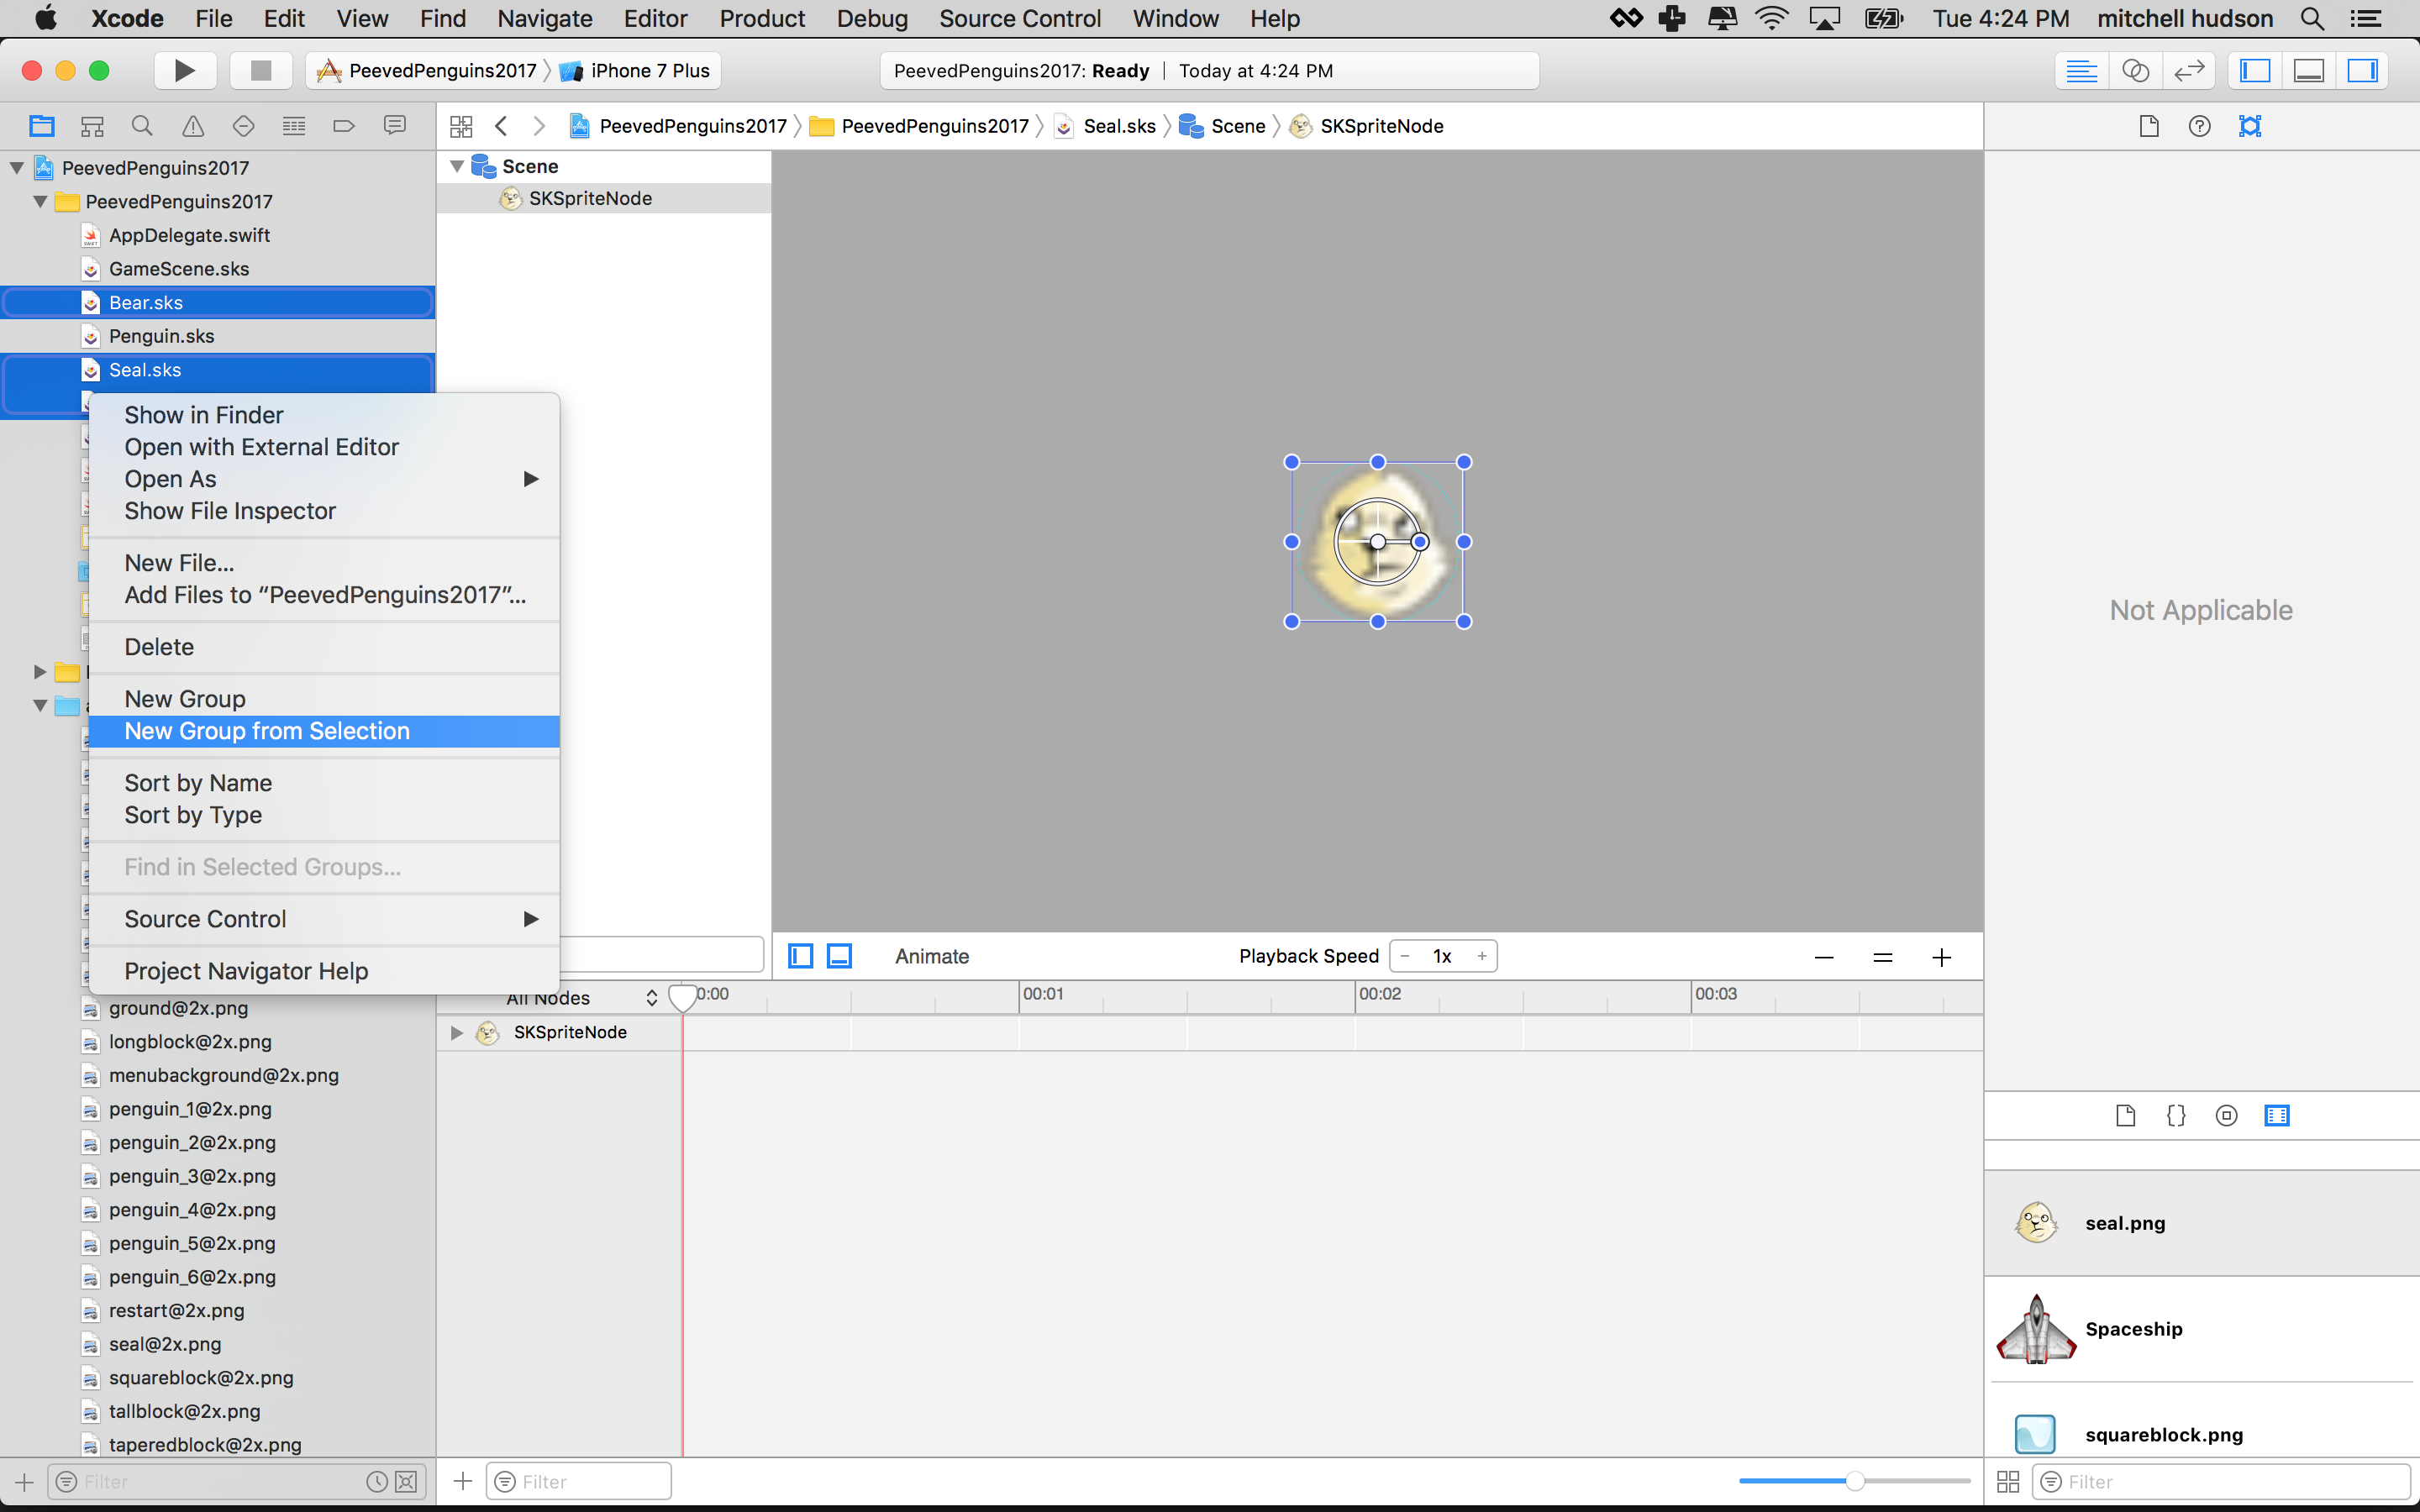 Xcode File Edit View Find Navigate Editor Product Debug Source Control Window Help Tue 4:24 PM mitchell hudson
PeevedPenguins2017 iPhone 7 Plus PeevedPenguins2017: Ready Today at 4:24 PM
PeevedPenguins2017 PeevedPenguins2017 Seal.sks Scene SKSpriteNode
PeevedPenguins2017
PeevedPenguins2017
AppDelegate.swift
GameScene.sks
Bear.sks
Penguin.sks
Seal.sks
Show in Finder
Open with External Editor
Open As
Show File Inspector
New File...
Add Files to “PeevedPenguins2017”...
Delete
New Group
New Group from Selection
Sort by Name
Sort by Type
Find in Selected Groups...
Source Control
Project Navigator Help
ground@2x.png
longblock@2x.png
menubackground@2x.png
penguin_1@2x.png
penguin_2@2x.png
penguin_3@2x.png
penguin_4@2x.png
penguin_5@2x.png
penguin_6@2x.png
restart@2x.png
seal@2x.png
squareblock@2x.png
tallblock@2x.png
taperedblock@2x.png
Filter
Scene
SKSpriteNode
Animate Playback Speed - 1x +
All Nodes 0:00 00:01 00:02 00:03
SKSpriteNode
Filter
Not Applicable
seal.png
Spaceship
squareblock.png
Filter